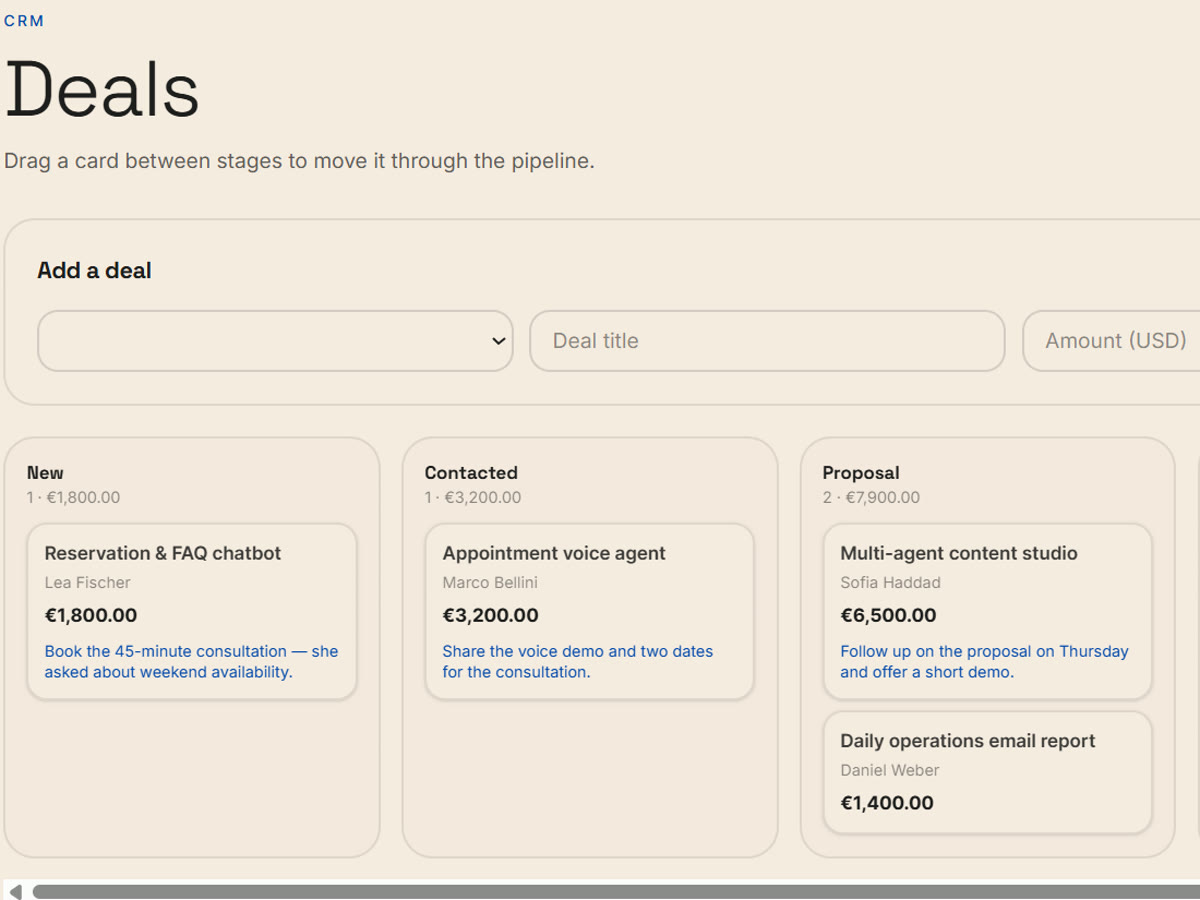 CRM
Deals
Drag a card between stages to move it through the pipeline.
Add a deal
Deal title
Amount (USD)
New
1 · €1,800.00
Reservation & FAQ chatbot
Lea Fischer
€1,800.00
Book the 45-minute consultation — she
asked about weekend availability.
Contacted
1 · €3,200.00
Appointment voice agent
Marco Bellini
€3,200.00
Share the voice demo and two dates
for the consultation.
Proposal
2 · €7,900.00
Multi-agent content studio
Sofia Haddad
€6,500.00
Follow up on the proposal on Thursday
and offer a short demo.
Daily operations email report
Daniel Weber
€1,400.00